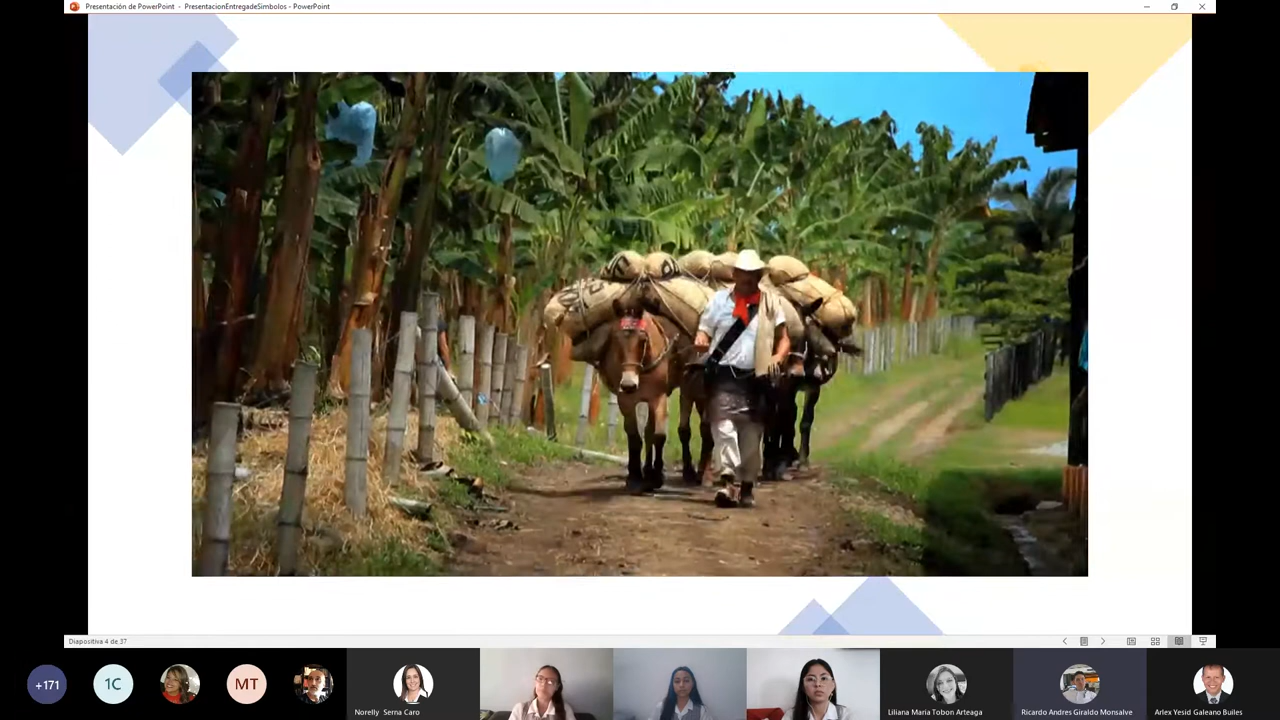 Presentación de PowerPoint - PresentacionEntregadeSimbolos - PowerPoint
Diapositiva 4 de 37
+171
1C
MT
Norelly Serna Caro
Liliana Maria Tobon Arteaga
Ricardo Andres Giraldo Monsalve
Arlex Yesid Galeano Builes